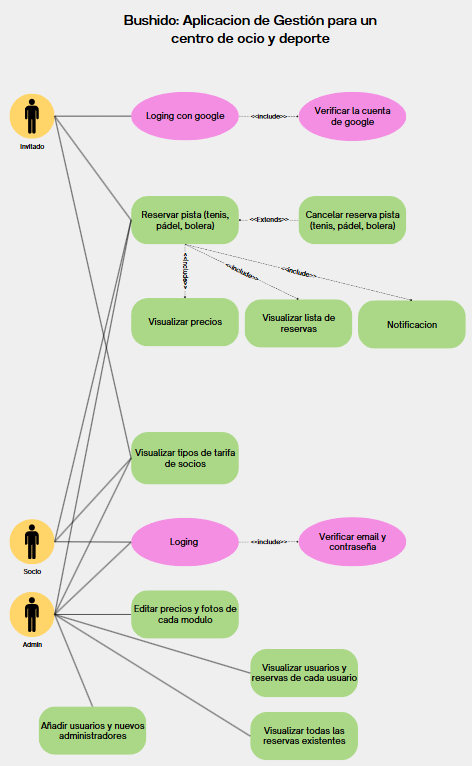 Bushido: Aplicacion de Gestión para un
centro de ocio y deporte
Invitado
Loging con google
<<include>>
Verificar la cuenta
de google
Reservar pista (tenis,
pádel, bolera)
<<Extends>>
Cancelar reserva pista
(tenis, pádel, bolera)
<<include>>
<<include>>
<<include>>
Visualizar precios
Visualizar lista de
reservas
Notificacion
Visualizar tipos de tarifa
de socios
Socio
Loging
<<include>>
Verificar email y
contraseña
Admin
Editar precios y fotos de
cada modulo
Visualizar usuarios y
reservas de cada usuario
Añadir usuarios y nuevos
administradores
Visualizar todas las
reservas existentes